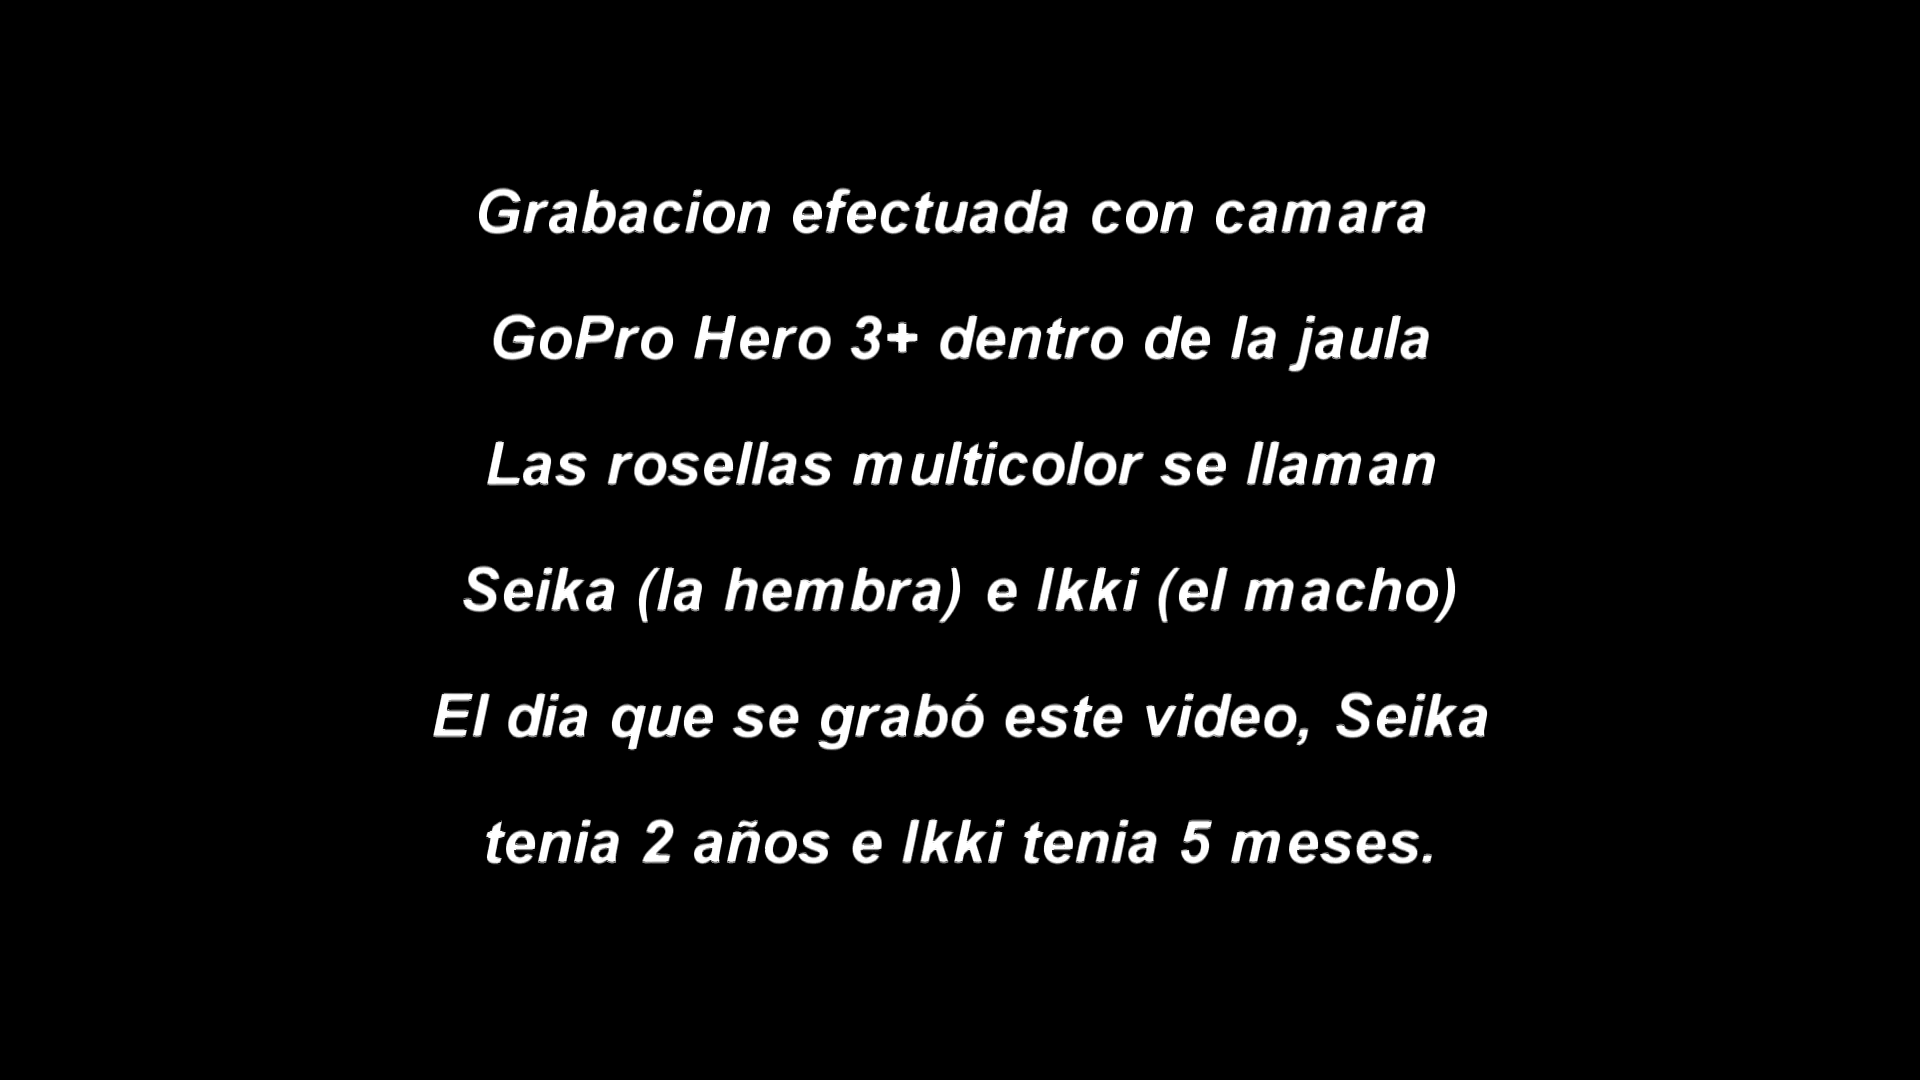 Grabacion efectuada con camara
GoPro Hero 3+ dentro de la jaula
Las rosellas multicolor se llaman
Seika (la hembra) e Ikki (el macho)
El dia que se grabó este video, Seika
tenia 2 años e Ikki tenia 5 meses.